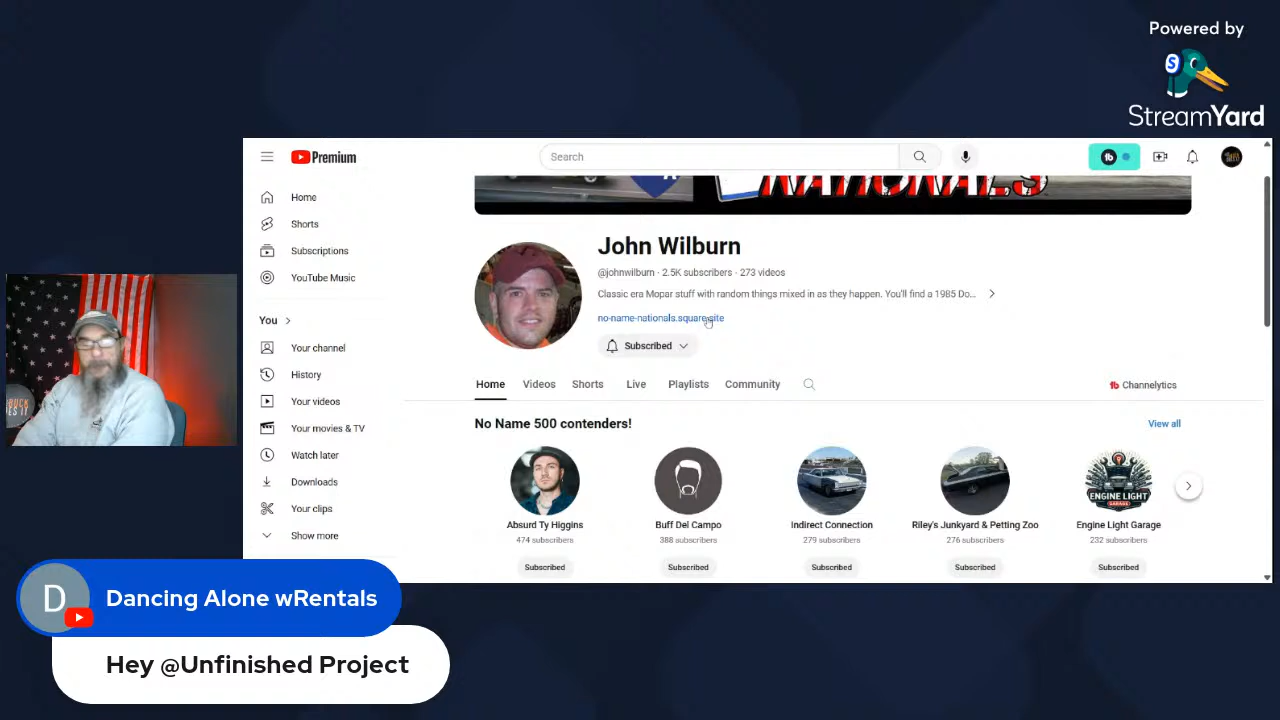 Powered by
StreamYard
Premium
Search
Home
Shorts
Subscriptions
YouTube Music
You
Your channel
History
Your videos
Your movies & TV
Watch later
Downloads
Your clips
Show more
NATIONALS
John Wilburn
@johnwilburn · 2.5K subscribers · 273 videos
Classic era Mopar stuff with random things mixed in as they happen. You'll find a 1985 Do...
no-name-nationals.square.site
Subscribed
Home Videos Shorts Live Playlists Community
Channelytics
No Name 500 contenders!
View all
ENGINE LIGHT
GARAGE
Absurd Ty Higgins
474 subscribers
Subscribed
Buff Del Campo
388 subscribers
Subscribed
Indirect Connection
279 subscribers
Subscribed
Riley's Junkyard & Petting Zoo
276 subscribers
Subscribed
Engine Light Garage
232 subscribers
Subscribed
D
Dancing Alone wRentals
Hey @Unfinished Project